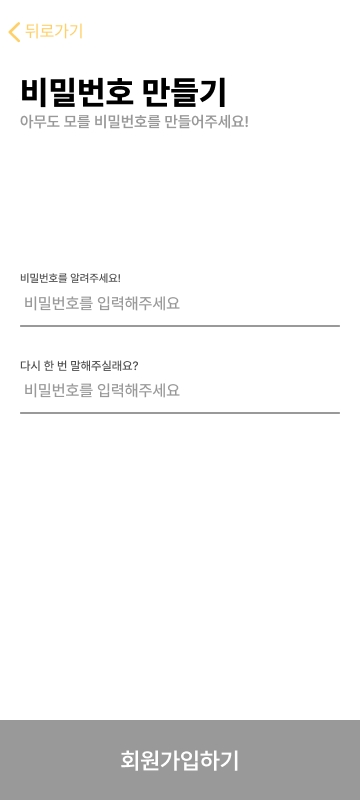 뒤로가기
비밀번호 만들기
아무도 모를 비밀번호를 만들어주세요!
비밀번호를 알려주세요!
비밀번호를 입력해주세요
다시 한 번 말해주실래요?
비밀번호를 입력해주세요
회원가입하기